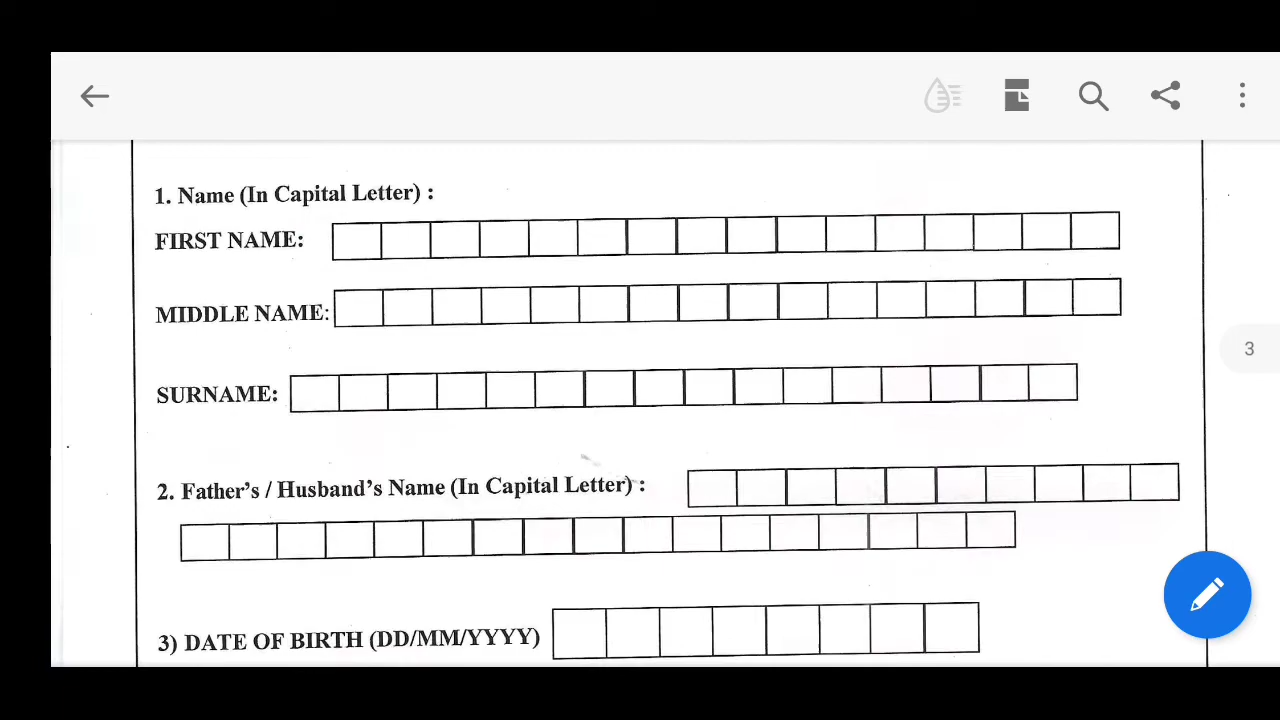 1. Name (In Capital Letter) :
FIRST NAME:
MIDDLE NAME:
SURNAME:
3
2. Father's / Husband's Name (In Capital Letter) :
3) DATE OF BIRTH (DD/MM/YYYY)